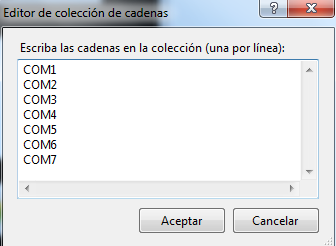 Editor de colección de cadenas
Escriba las cadenas en la colección (una por línea):
COM1
COM2
COM3
COM4
COM5
COM6
COM7
Aceptar
Cancelar